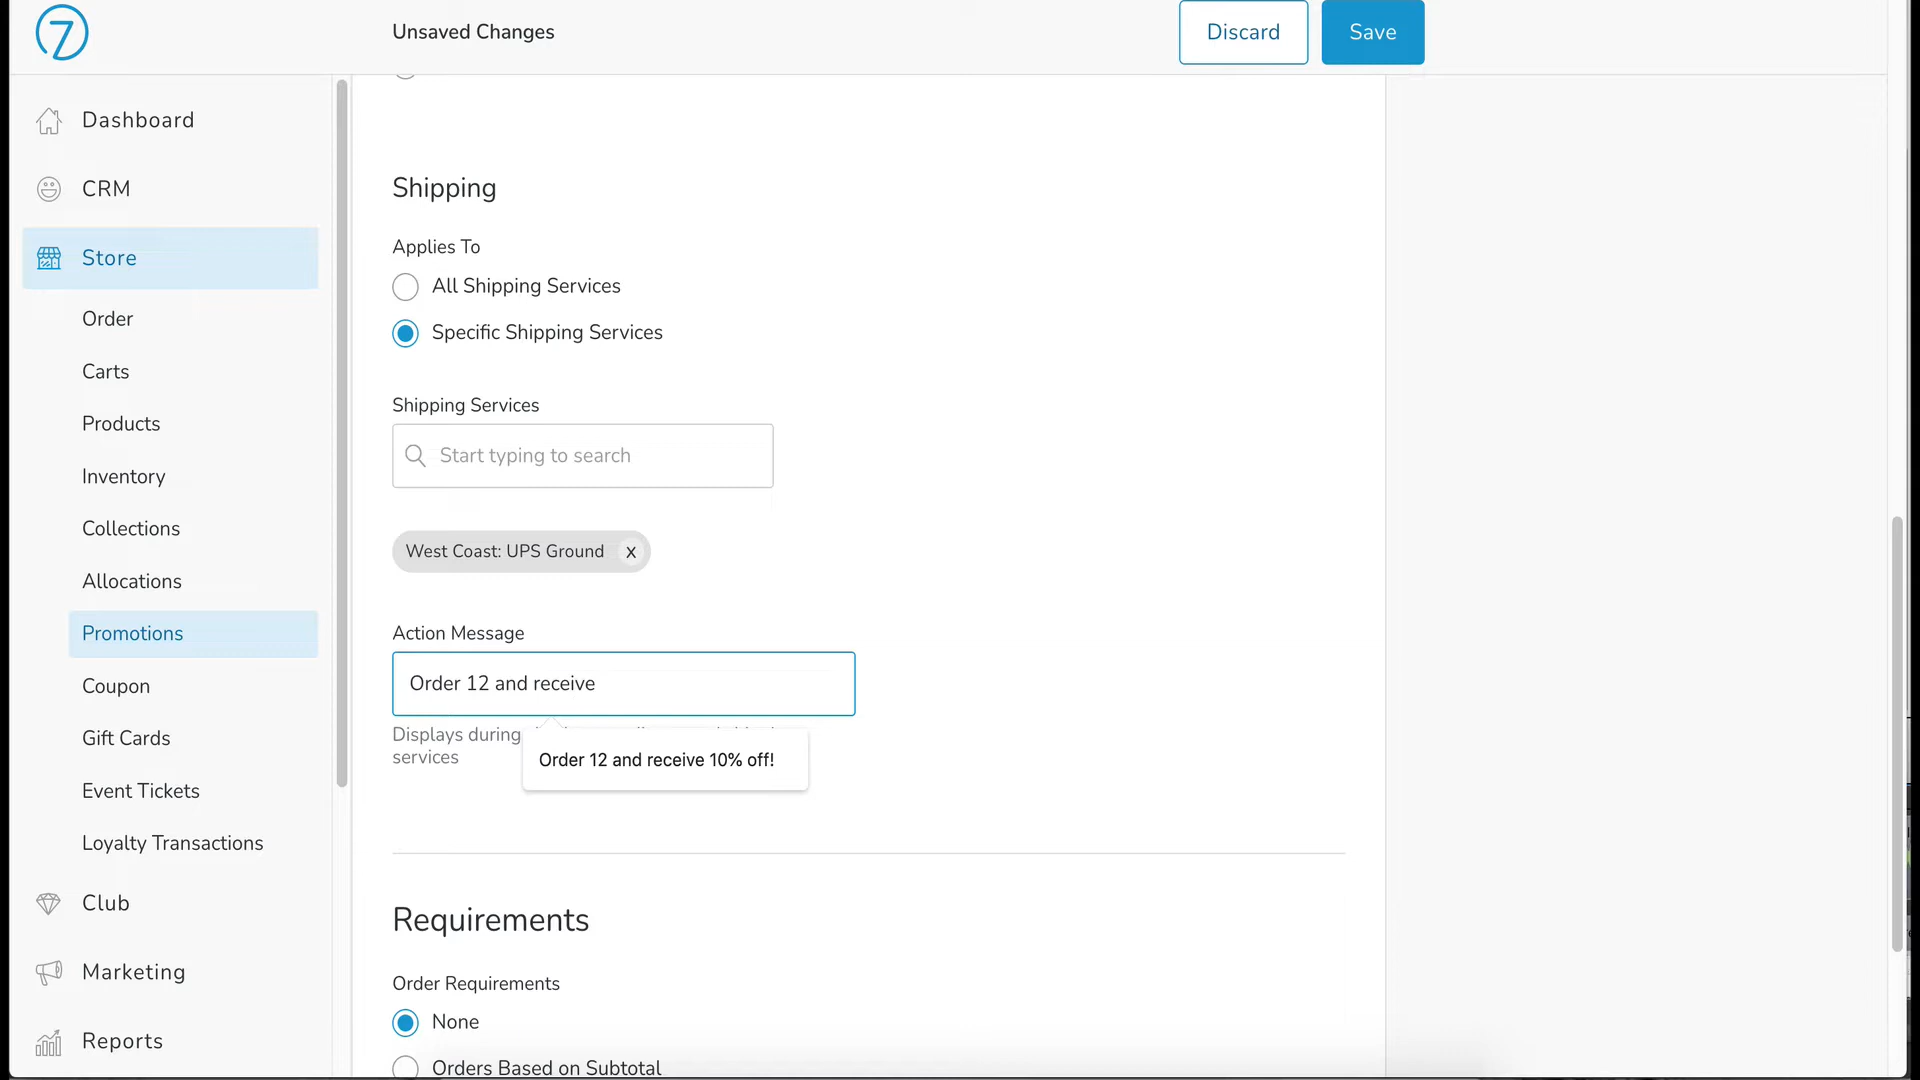 7
Unsaved Changes
Discard
Save
Dashboard
CRM
Store
Order
Carts
Products
Inventory
Collections
Allocations
Promotions
Coupon
Gift Cards
Event Tickets
Loyalty Transactions
Club
Marketing
Reports
Shipping
Applies To
All Shipping Services
Specific Shipping Services
Shipping Services
Start typing to search
West Coast: UPS Ground x
Action Message
Order 12 and receive
Displays during
services
Order 12 and receive 10% off!
Requirements
Order Requirements
None
Orders Based on Subtotal